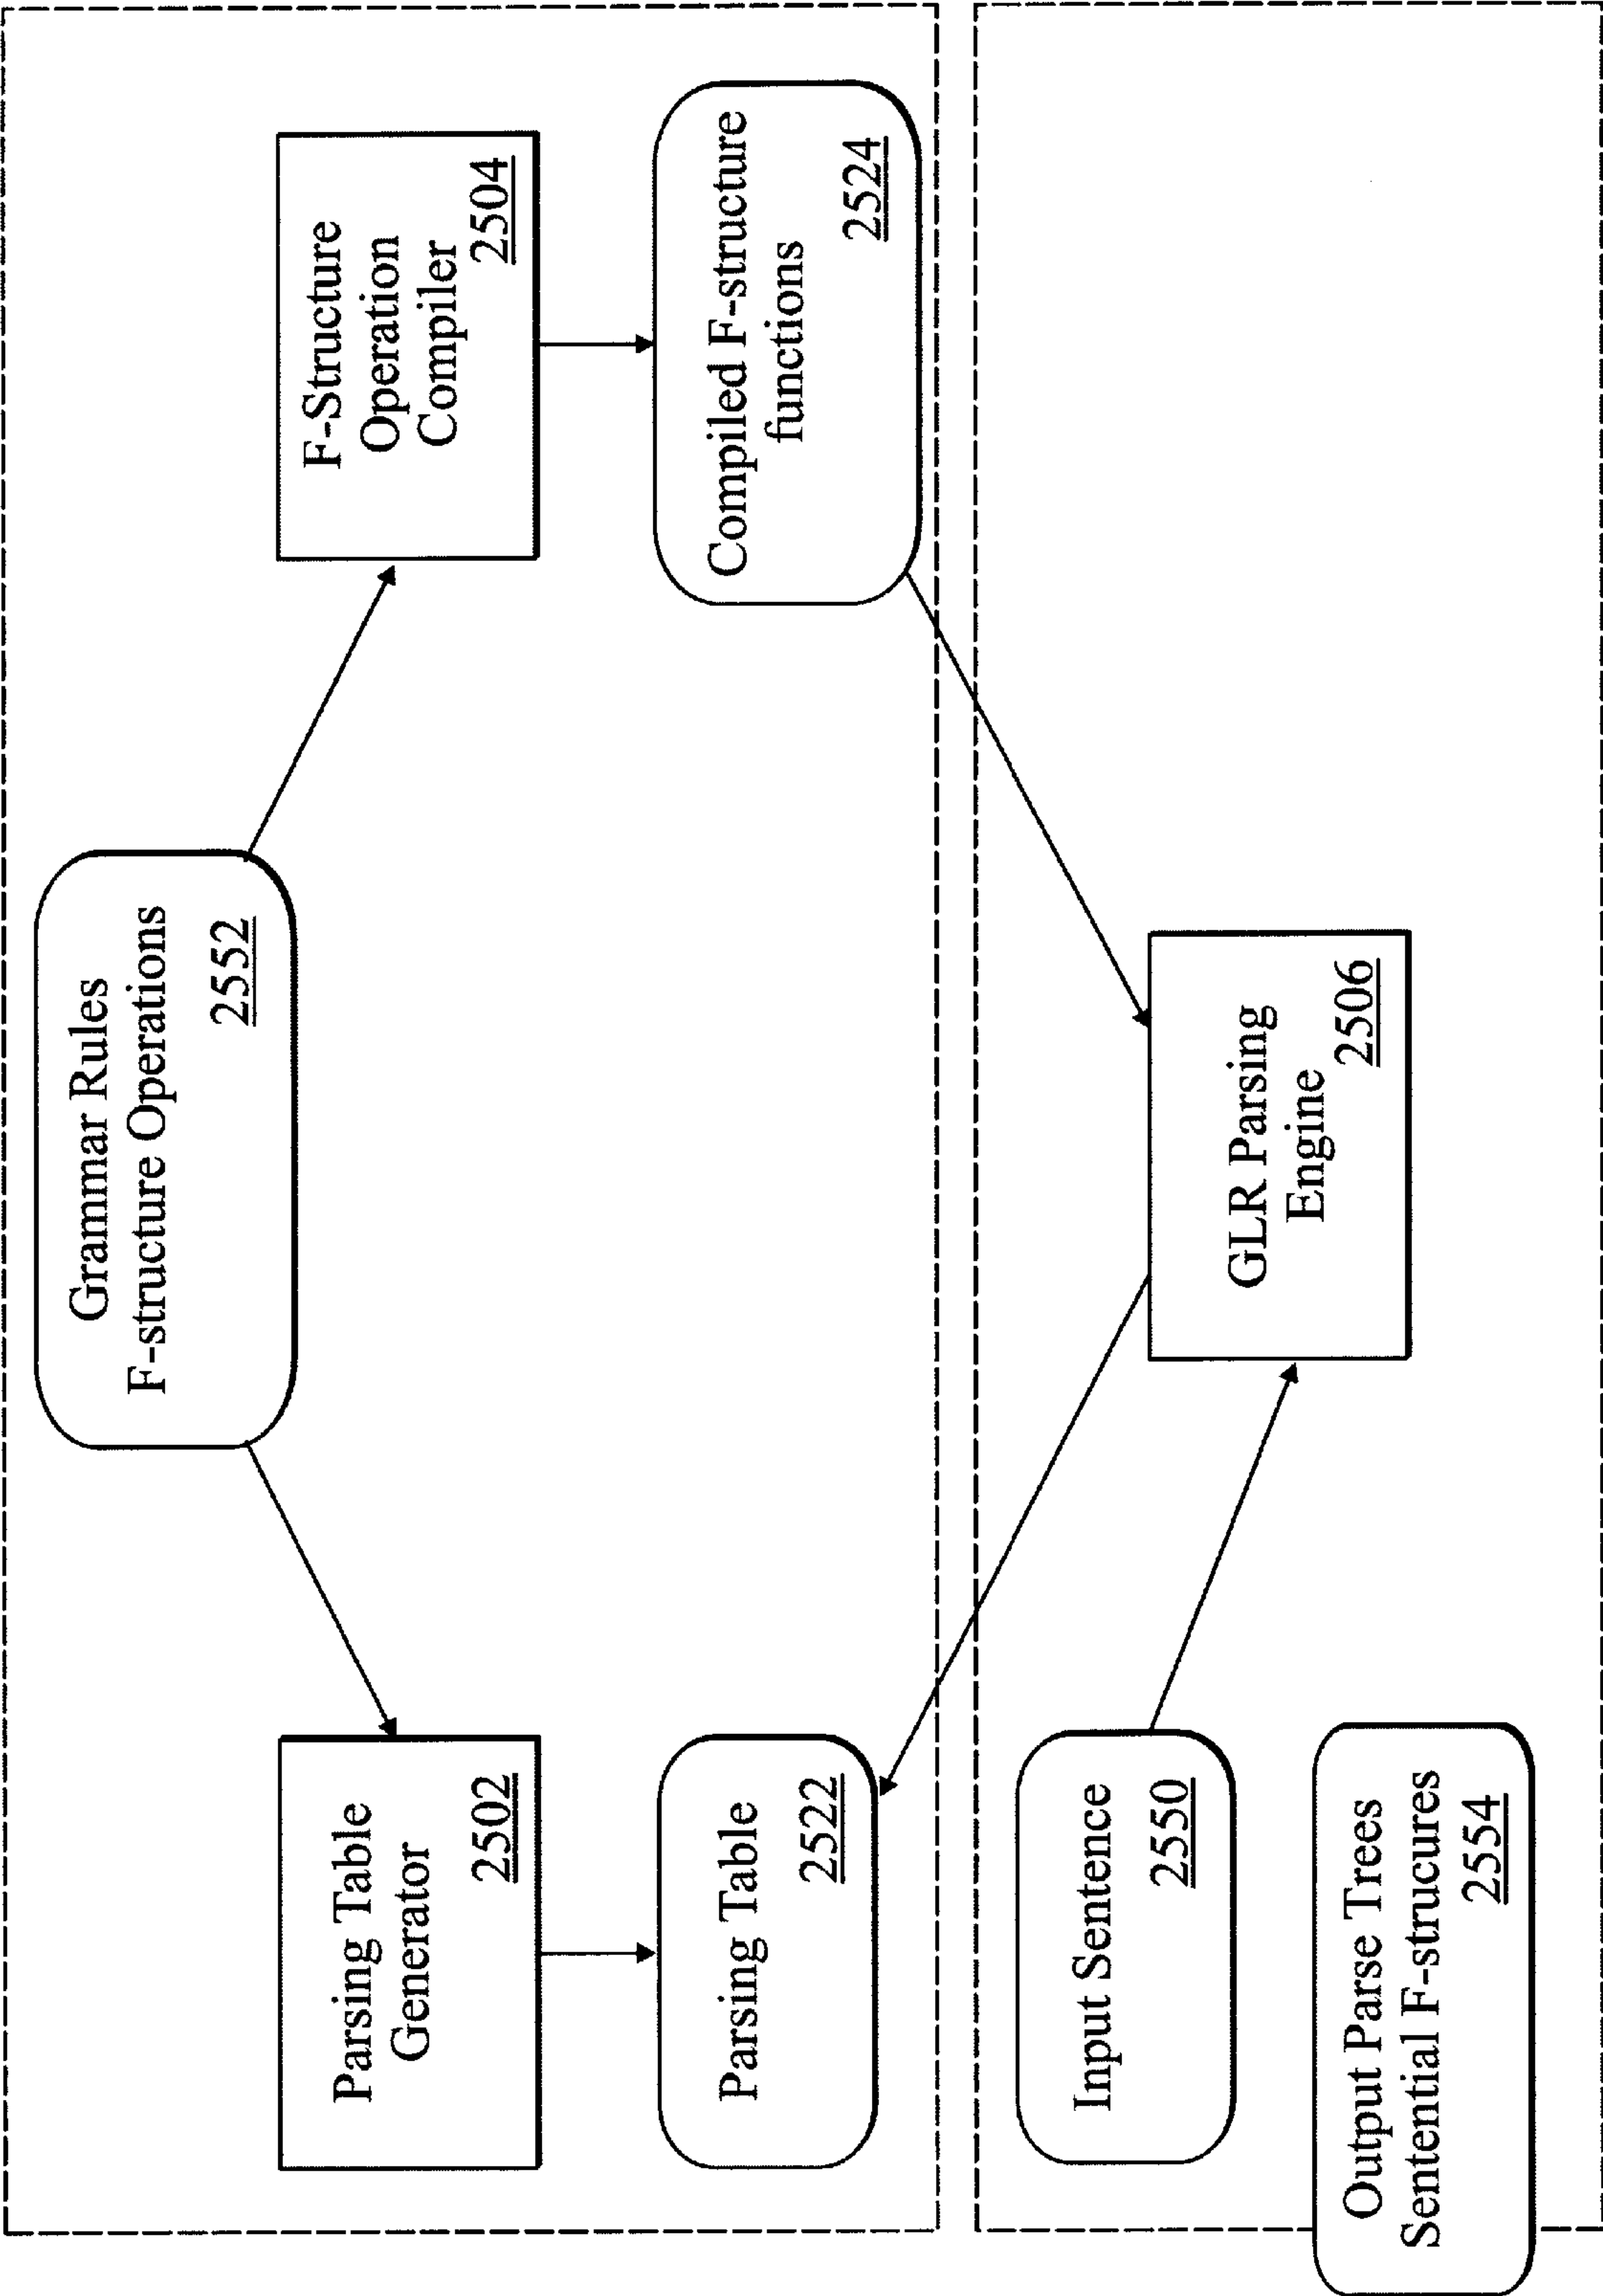 Grammar Rules
F-structure Operations
2552
Parsing Table
Generator
2502
F-Structure
Operation
Compiler
2504
Parsing Table
2522
Compiled F-structure
functions
2524
Input Sentence
2550
GLR Parsing
Engine
2506
Output Parse Trees
Sentential F-strucures
2554